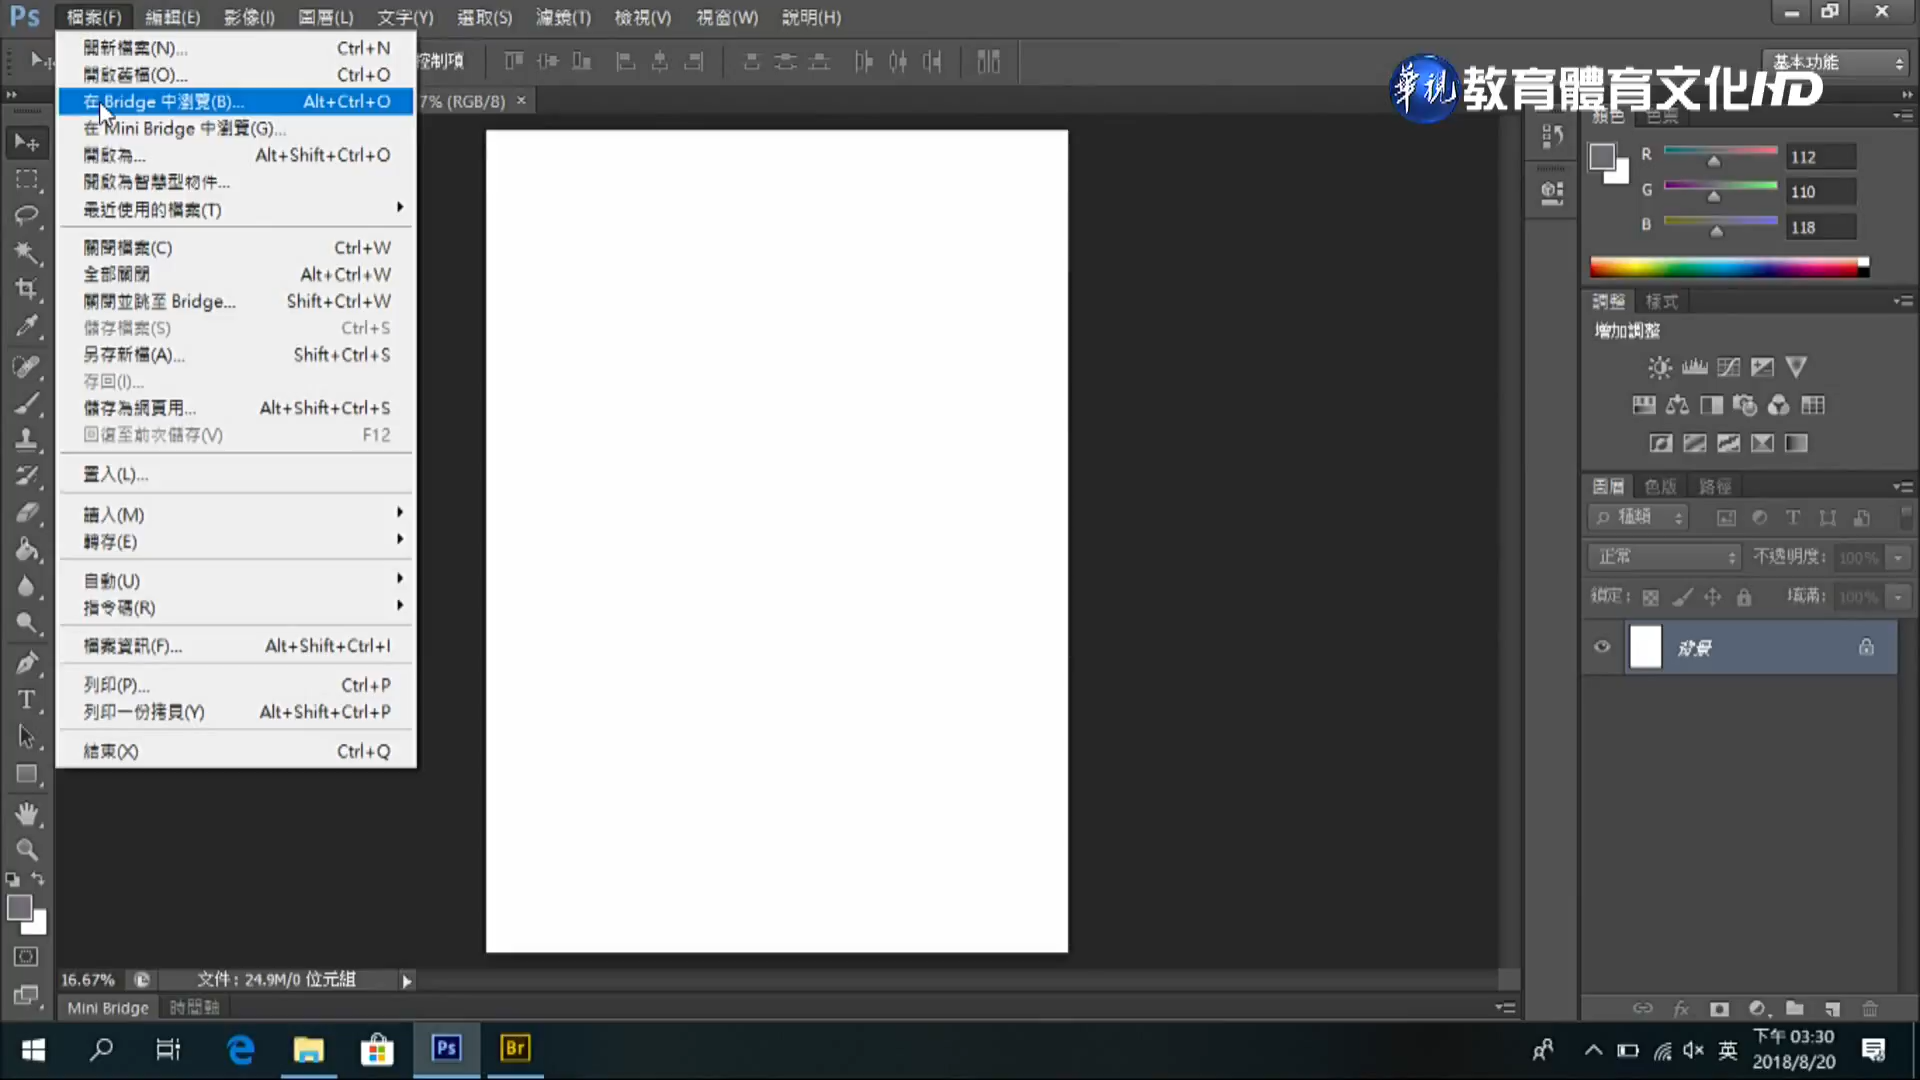 Ps 檔案(F) 編輯(E) 影像(I) 圖層(L) 文字(Y) 選取(S) 濾鏡(T) 檢視(V) 視窗(W) 說明(H)
控制項
基本功能
華視 教育體育文化HD
7% (RGB/8) ×
開新檔案(N)... Ctrl+N
開啟舊檔(O)... Ctrl+O
在 Bridge 中瀏覽(B)... Alt+Ctrl+O
在 Mini Bridge 中瀏覽(G)...
開啟為... Alt+Shift+Ctrl+O
開啟為智慧型物件...
最近使用的檔案(T)
關閉檔案(C) Ctrl+W
全部關閉 Alt+Ctrl+W
關閉並跳至 Bridge... Shift+Ctrl+W
儲存檔案(S) Ctrl+S
另存新檔(A)... Shift+Ctrl+S
存回(I)...
儲存為網頁用... Alt+Shift+Ctrl+S
回復至前次儲存(V) F12
置入(L)...
讀入(M)
轉存(E)
自動(U)
指令碼(R)
檔案資訊(F)... Alt+Shift+Ctrl+I
列印(P)... Ctrl+P
列印一份拷貝(Y) Alt+Shift+Ctrl+P
結束(X) Ctrl+Q
顏色 色票
R 112
G 110
B 118
調整 樣式
增加調整
圖層 色版 路徑
種類
正常 不透明度: 100%
鎖定: 填滿: 100%
背景
16.67% 文件: 24.9M/0 位元組
Mini Bridge 時間軸
Ps Br
英
下午 03:30
2018/8/20